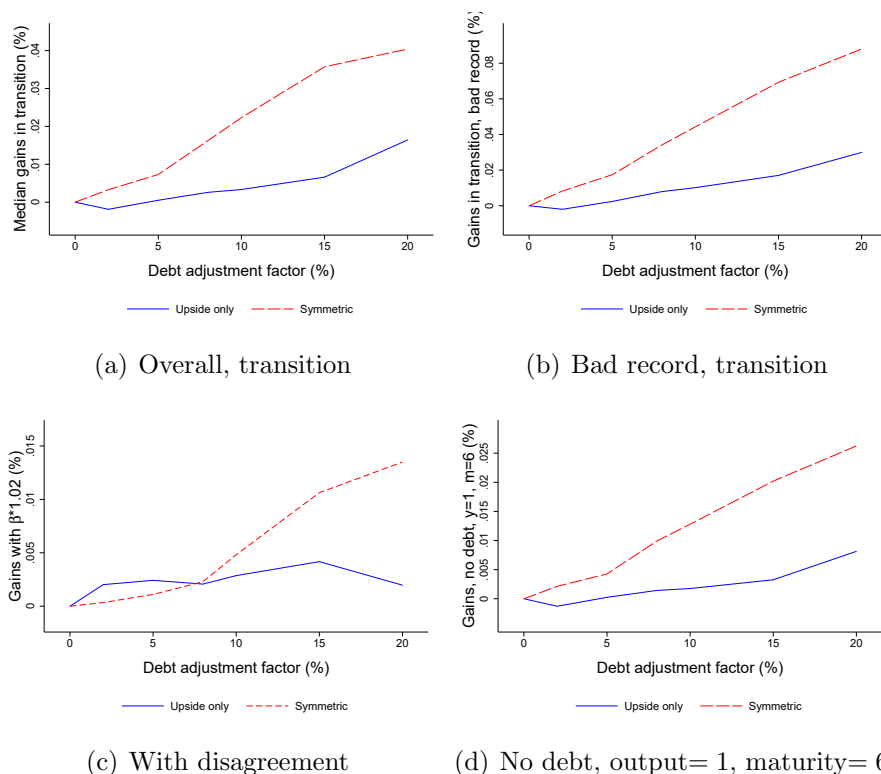 Median gains in transition (%)
.04
.03
.02
.01
0
0 5 10 15 20
Debt adjustment factor (%)
Upside only Symmetric
(a) Overall, transition
Gains in transition, bad record (%)
.08
.06
.04
.02
0
0 5 10 15 20
Debt adjustment factor (%)
Upside only Symmetric
(b) Bad record, transition
Gains with β*1.02 (%)
.015
.01
.005
0
0 5 10 15 20
Debt adjustment factor (%)
Upside only Symmetric
(c) With disagreement
Gains, no debt, y=1, m=6 (%)
.025
.02
.015
.01
.005
0
0 5 10 15 20
Debt adjustment factor (%)
Upside only Symmetric
(d) No debt, output= 1, maturity= 6